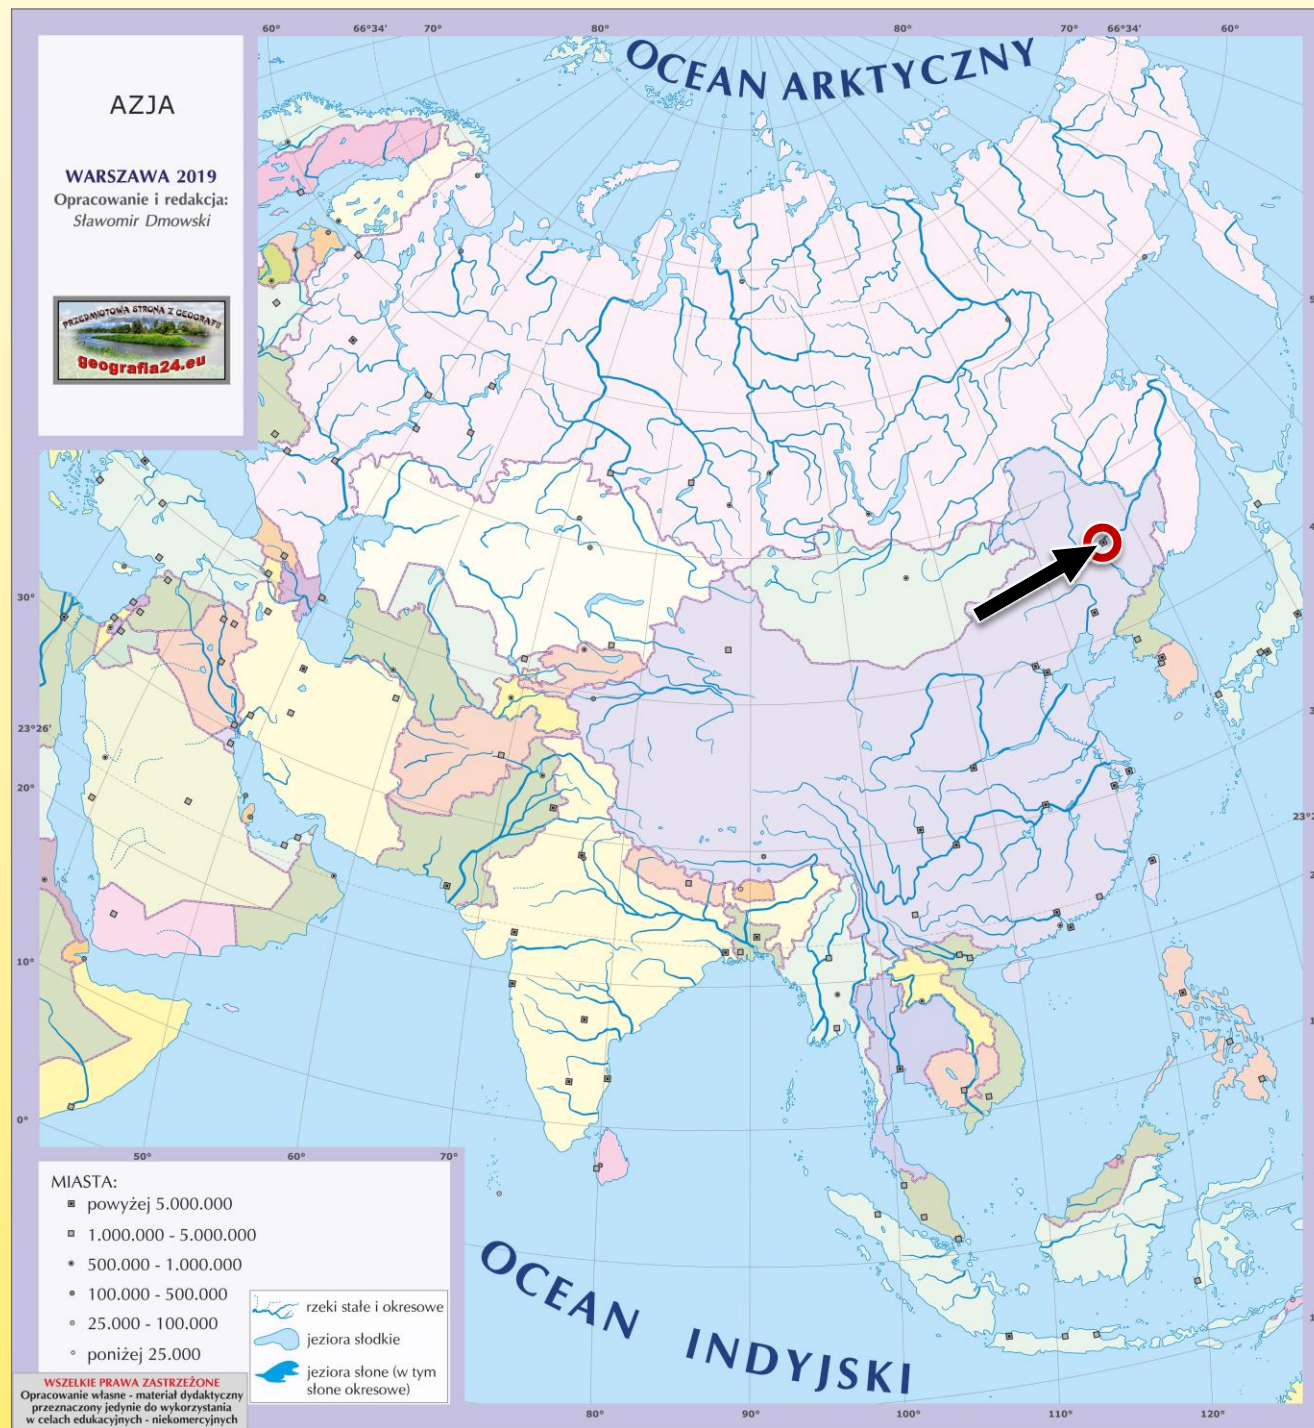 60°
66°34'
70°
80°
80°
70°
66°34'
60°
OCEAN ARKTYCZNY
AZJA
WARSZAWA 2019
Opracowanie i redakcja:
Sławomir Dmowski
PRZEDMIOTOWA STRONA Z GEOGRAFII
geografia24.eu
30°
23°26'
20°
10°
0°
50°
60°
70°
MIASTA:
powyżej 5.000.000
1.000.000 - 5.000.000
500.000 - 1.000.000
100.000 - 500.000
25.000 - 100.000
poniżej 25.000
rzeki stałe i okresowe
jeziora słodkie
jeziora słone (w tym
słone okresowe)
OCEAN INDYJSKI
WSZELKIE PRAWA ZASTRZEŻONE
Opracowanie własne - materiał dydaktyczny
przeznaczony jedynie do wykorzystania
w celach edukacyjnych - niekomercyjnych
80°
90°
100°
110°
120°